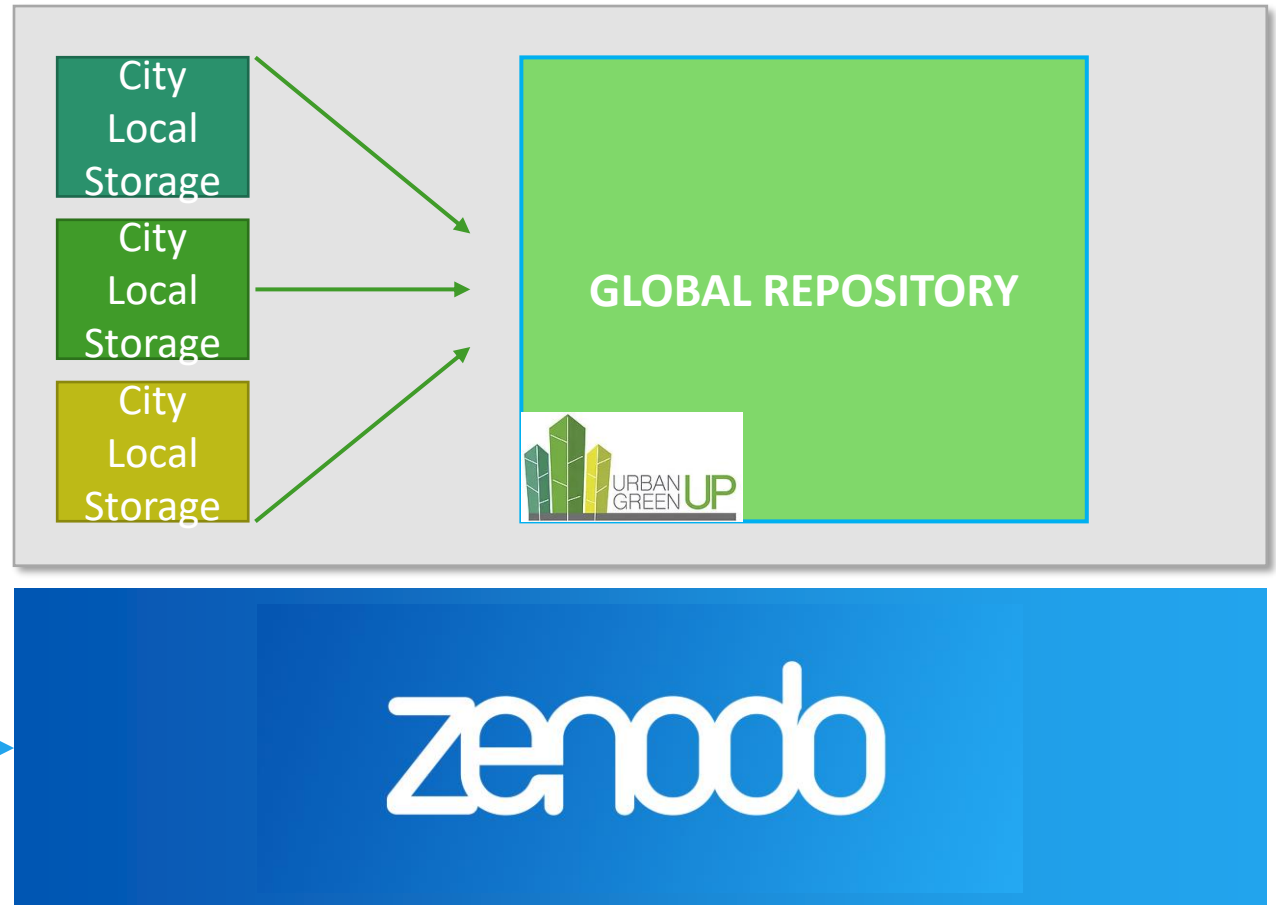 City
Local
Storage
City
Local
Storage
City
Local
Storage
GLOBAL REPOSITORY
URBAN
GREEN UP
zenodo